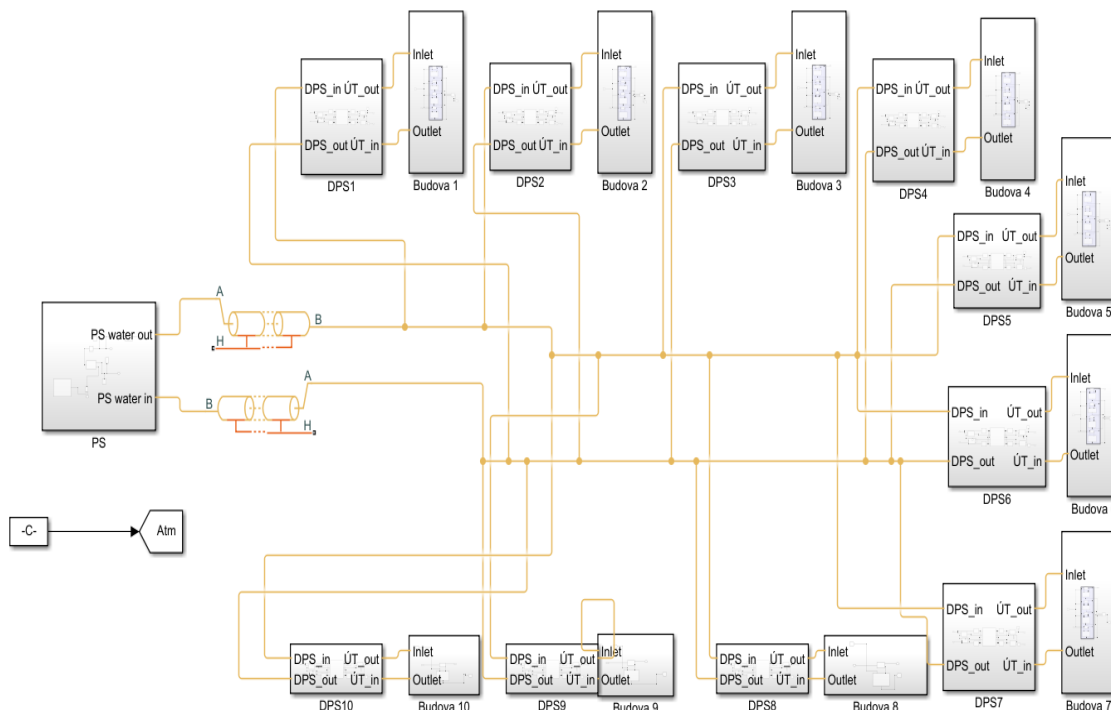 Inlet
DPS_in ÚT_out
Outlet
DPS_out ÚT_in
DPS1
Budova 1
Inlet
DPS_in ÚT_out
Outlet
DPS_out ÚT_in
DPS2
Budova 2
Inlet
DPS_in ÚT_out
Outlet
DPS_out ÚT_in
DPS3
Budova 3
Inlet
DPS_in ÚT_out
Outlet
DPS_out ÚT_in
DPS4
Budova 4
Inlet
DPS_in ÚT_out
Outlet
DPS_out ÚT_in
DPS5
Budova 5
A
B
H
PS water out
PS water in
PS
A
B
H
Inlet
DPS_in ÚT_out
Outlet
DPS_out ÚT_in
DPS6
Budova
-C-
Atm
Inlet
DPS_in ÚT_out
Outlet
DPS_out ÚT_in
DPS7
Budova 7
DPS_in ÚT_out
DPS_out ÚT_in
DPS10
Inlet
Outlet
Budova 10
DPS_in ÚT_out
DPS_out ÚT_in
DPS9
Inlet
Outlet
Budova 9
DPS_in ÚT_out
DPS_out ÚT_in
DPS8
Inlet
Outlet
Budova 8